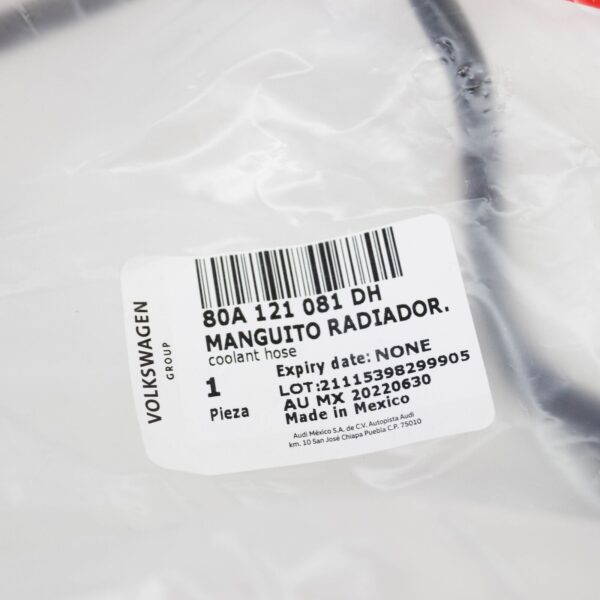 VOLKSWAGEN
GROUP
80A 121 081 DH
MANGUITO RADIADOR.
coolant hose
1
Pieza
Expiry date: NONE
LOT:21115398299905
AU MX 20220630
Made in Mexico
Audi México S.A. de C.V. Autopista Audi
km. 10 San José Chiapa Puebla C.P. 75010